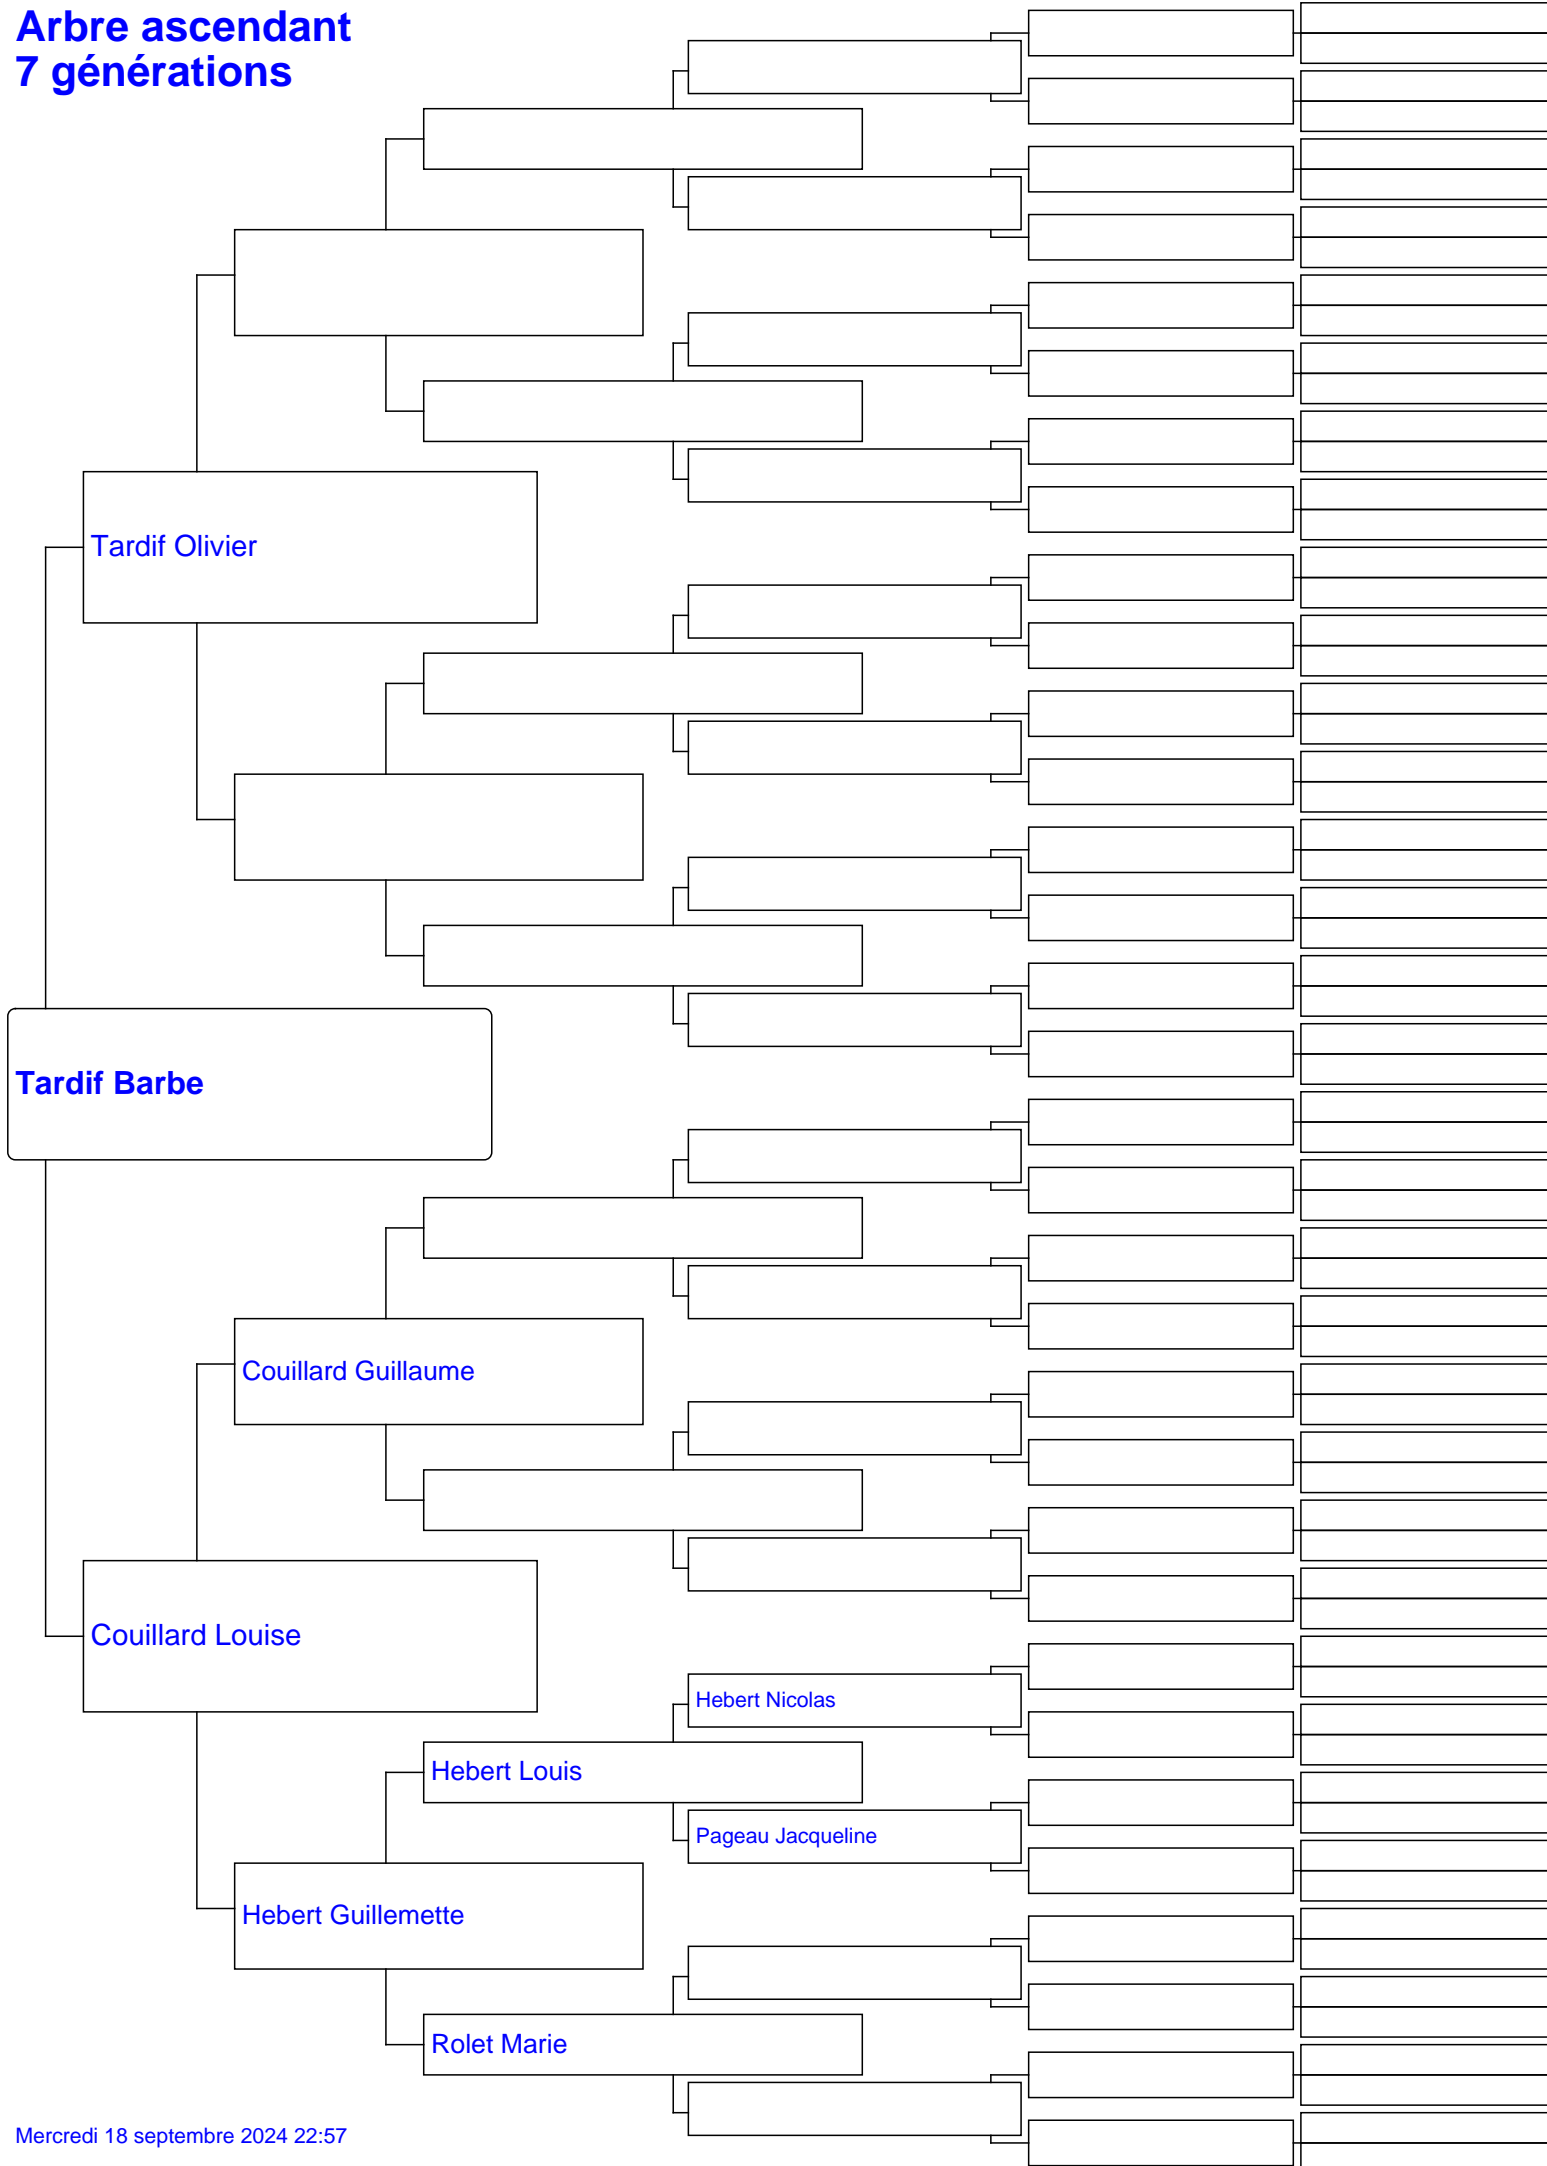 Arbre ascendant
7 générations
Tardif Olivier
Tardif Barbe
Couillard Guillaume
Couillard Louise
Hebert Nicolas
Hebert Louis
Pageau Jacqueline
Hebert Guillemette
Rolet Marie
Mercredi 18 septembre 2024 22:57